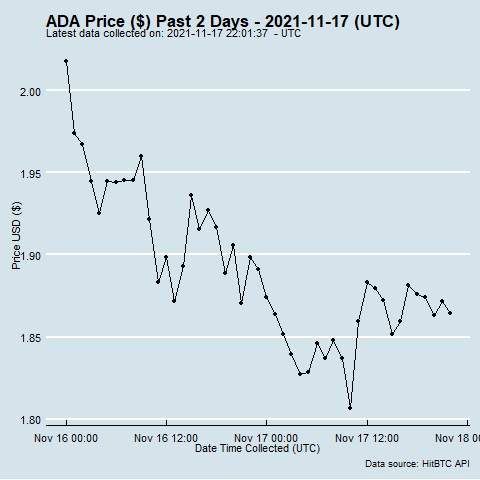 ADA Price ($) Past 2 Days - 2021-11-17 (UTC)
Latest data collected on: 2021-11-17 22:01:37 - UTC
2.00
1.95
1.90
1.85
1.80
Price USD ($)
Nov 16 00:00 Nov 16 12:00 Nov 17 00:00 Nov 17 12:00 Nov 18 0
Date Time Collected (UTC)
Data source: HitBTC API